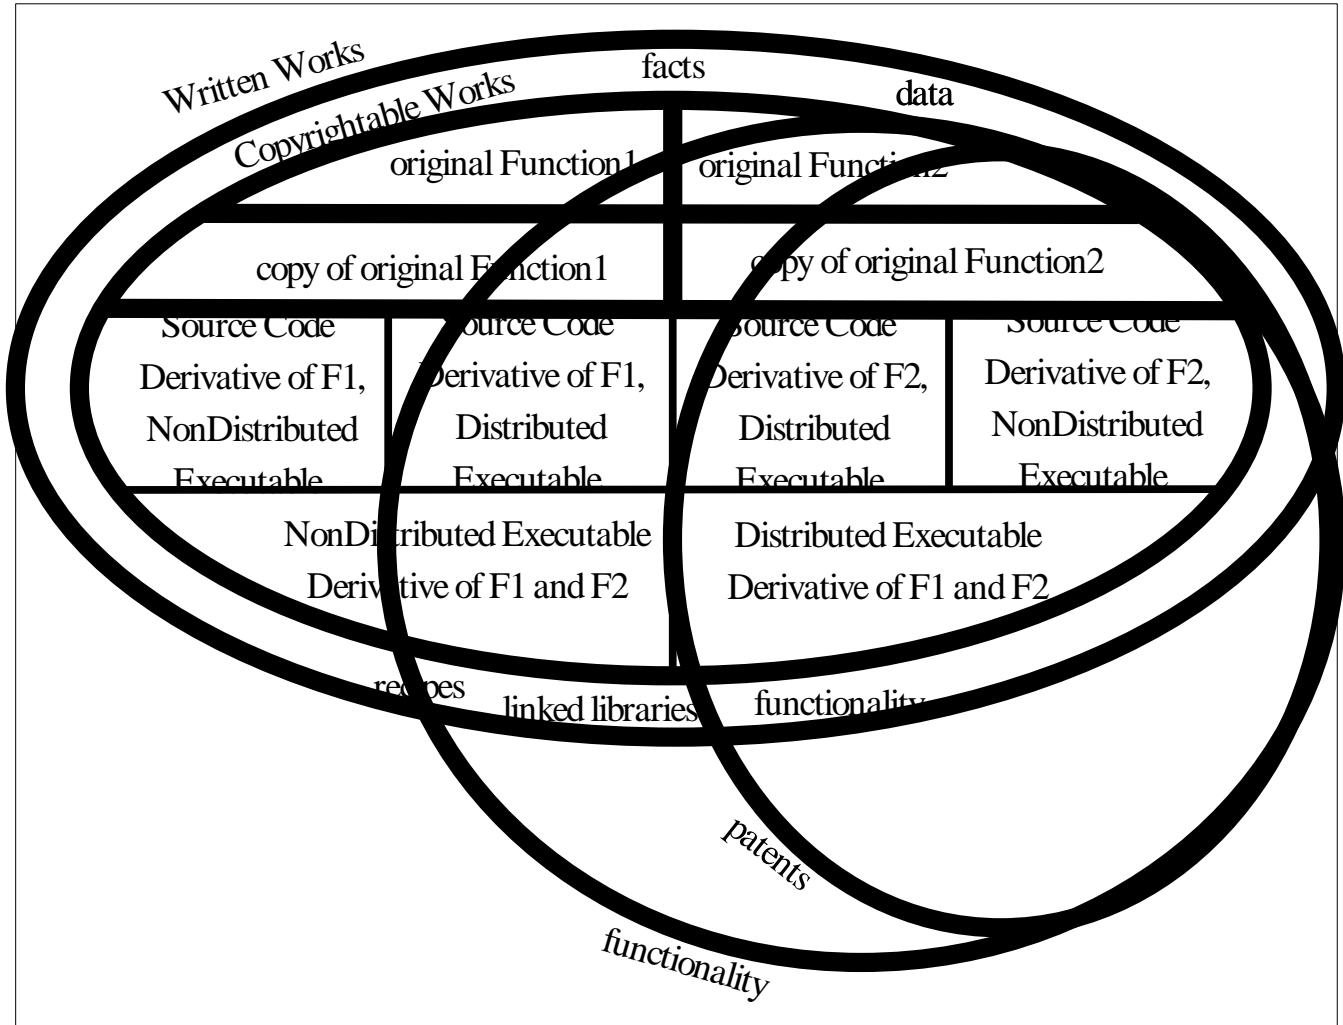 Written Works
Copyrightable Works
facts
data
original Function1
original Function2
copy of original Function1
copy of original Function2
Source Code
Derivative of F1,
NonDistributed
Executable
Source Code
Derivative of F1,
Distributed
Executable
Source Code
Derivative of F2,
Distributed
Executable
Source Code
Derivative of F2,
NonDistributed
Executable
NonDistributed Executable
Derivative of F1 and F2
Distributed Executable
Derivative of F1 and F2
recipes
linked libraries
functionality
patents
functionality